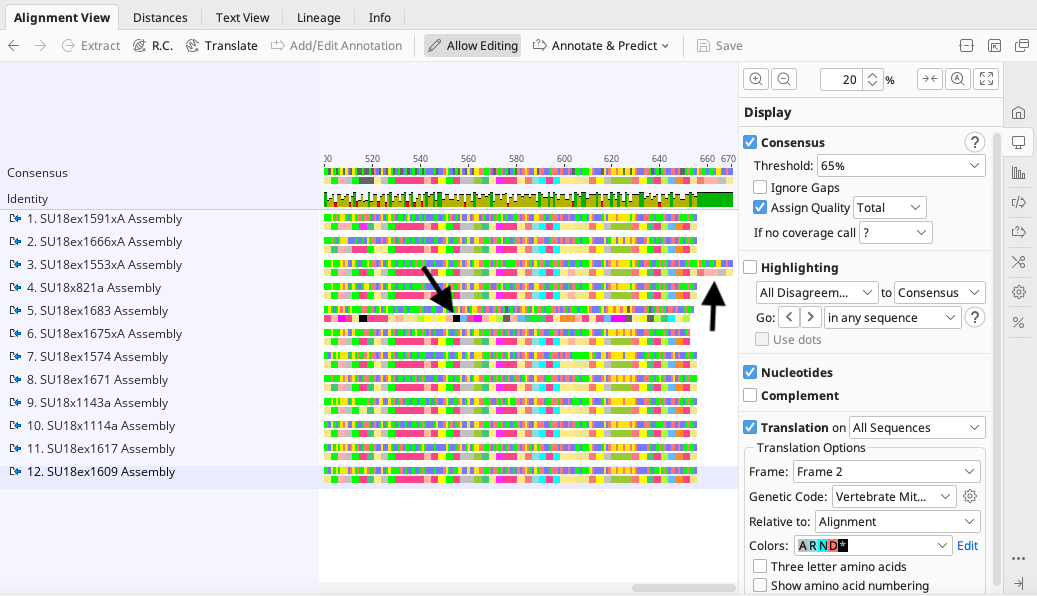 Alignment View Distances Text View Lineage Info
Extract R.C. Translate Add/Edit Annotation Allow Editing Annotate & Predict Save
20 %
Display
Consensus ?
Threshold: 65%
Ignore Gaps
Assign Quality Total
If no coverage call ?
Highlighting
All Disagreem... to Consensus
Go: in any sequence ?
Use dots
Nucleotides
Complement
Translation on All Sequences
Translation Options
Frame: Frame 2
Genetic Code: Vertebrate Mit...
Relative to: Alignment
Colors: ARND* Edit
Three letter amino acids
Show amino acid numbering
00 520 540 560 580 600 620 640 660 670
Consensus
Identity
1. SU18ex1591xA Assembly
2. SU18ex1666xA Assembly
3. SU18ex1553xA Assembly
4. SU18x821a Assembly
5. SU18ex1683 Assembly
6. SU18ex1675xA Assembly
7. SU18ex1574 Assembly
8. SU18ex1671 Assembly
9. SU18x1143a Assembly
10. SU18x1114a Assembly
11. SU18ex1617 Assembly
12. SU18ex1609 Assembly